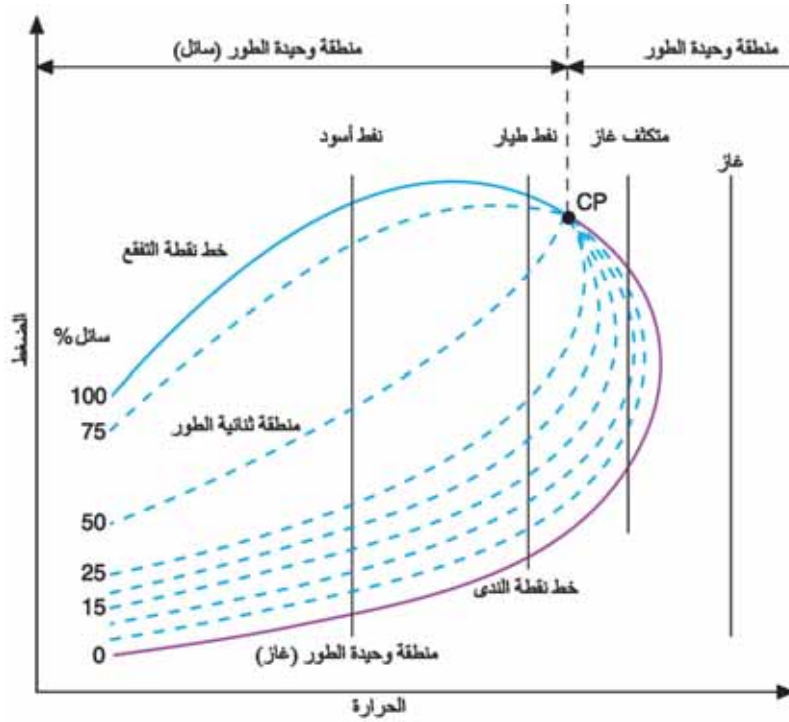 منطقة وحيدة الطور (سائل)
منطقة وحيدة الطور
نفط أسود
نفط طيار
متكثف غاز
غاز
CP
خط نقطة التفقع
الضغط
سائل %
100
75
منطقة ثنائية الطور
50
25
15
0
خط نقطة الندى
منطقة وحيدة الطور (غاز)
الحرارة